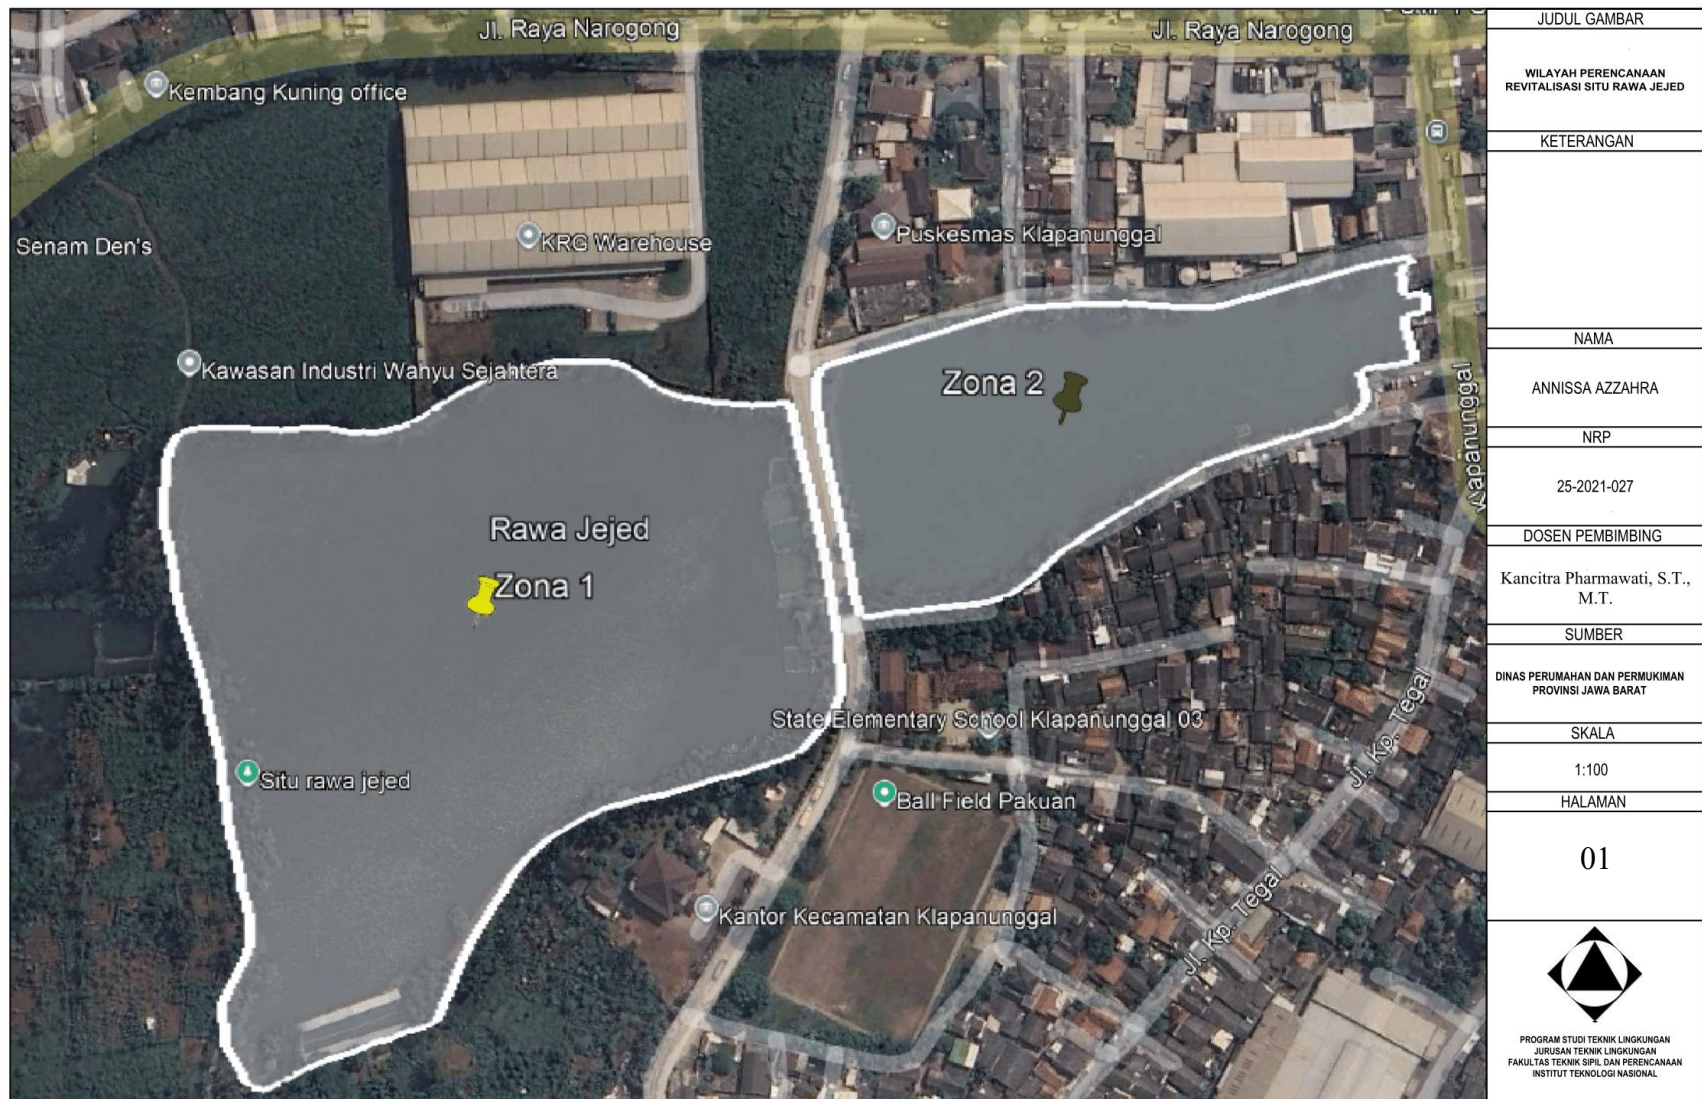 Jl. Raya Narogong
Jl. Raya Narogong
Kembang Kuning office
KRG Warehouse
Puskesmas Klapanunggal
Senam Den's
Kawasan Industri Wanyu Sejahtera
Zona 2
Rawa Jejed
Zona 1
State Elementary School Klapanunggal 03
Situ rawa jejed
Ball Field Pakuan
Jl. Kp. Tegal
Kantor Kecamatan Klapanunggal
Jl. Kp. Tegal
JUDUL GAMBAR
WILAYAH PERENCANAAN
REVITALISASI SITU RAWA JEJED
KETERANGAN
NAMA
ANNISSA AZZAHRA
NRP
25-2021-027
DOSEN PEMBIMBING
Kancitra Pharmawati, S.T.,
M.T.
SUMBER
DINAS PERUMAHAN DAN PERMUKIMAN
PROVINSI JAWA BARAT
SKALA
1:100
HALAMAN
01
PROGRAM STUDI TEKNIK LINGKUNGAN
JURUSAN TEKNIK LINGKUNGAN
FAKULTAS TEKNIK SIPIL DAN PERENCANAAN
INSTITUT TEKNOLOGI NASIONAL